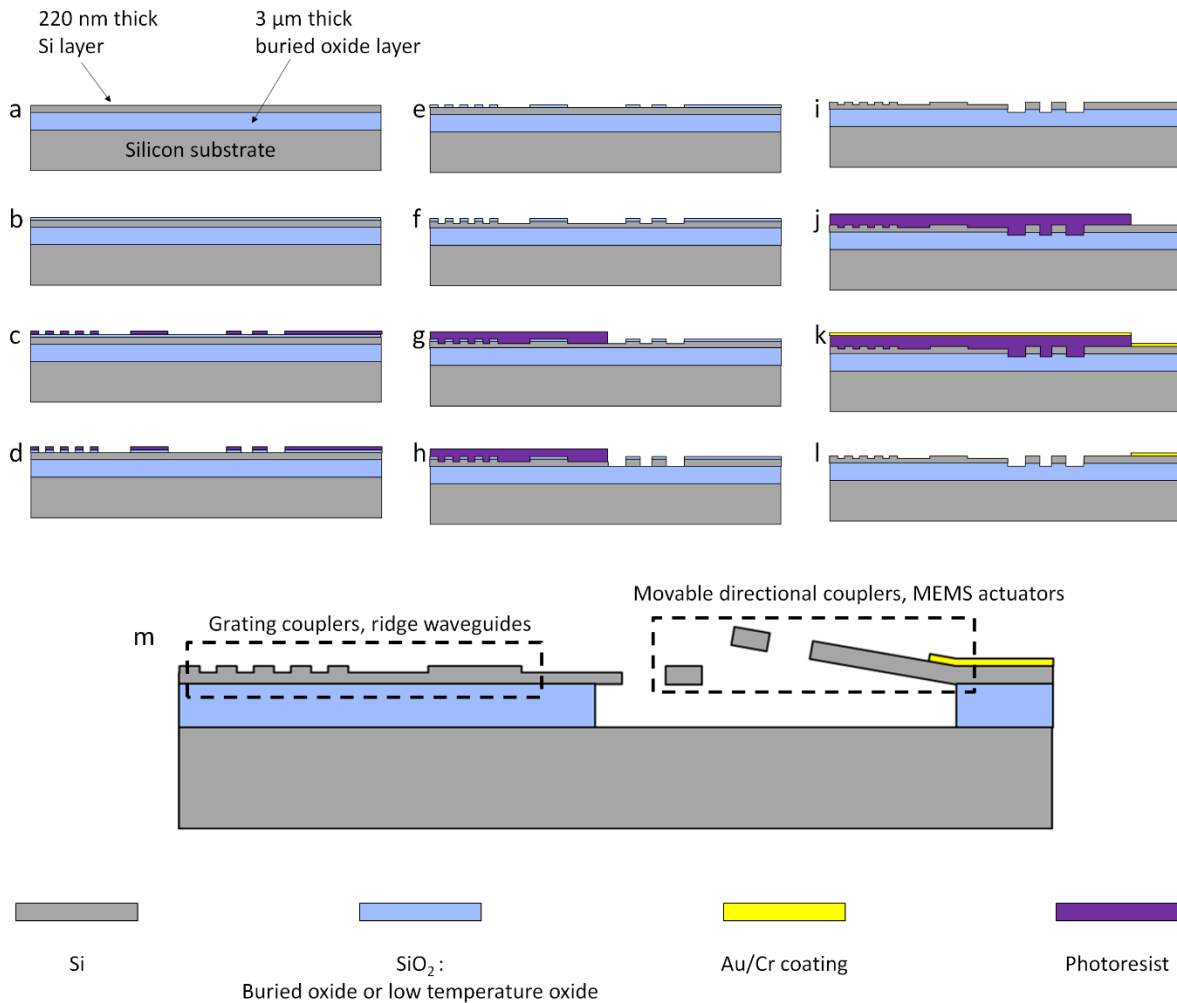 220 nm thick
Si layer
3 µm thick
buried oxide layer
a
Silicon substrate
b
c
d
e
f
g
h
i
j
k
l
m
Grating couplers, ridge waveguides
Movable directional couplers, MEMS actuators
Si
SiO₂ :
Buried oxide or low temperature oxide
Au/Cr coating
Photoresist